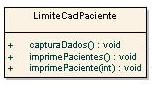 LimiteCadPaciente
+ capturaDados() : void
+ imprimePacientes() : void
+ imprimePaciente(int) : void